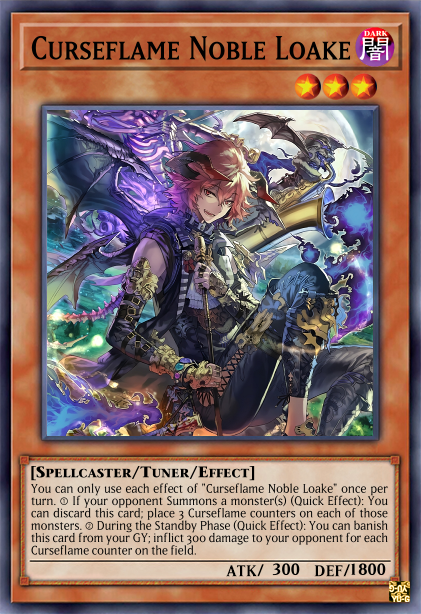 Curseflame Noble Loake
DARK
闇
[Spellcaster/Tuner/Effect]
You can only use each effect of "Curseflame Noble Loake" once per
turn. ① If your opponent Summons a monster(s) (Quick Effect): You
can discard this card; place 3 Curseflame counters on each of those
monsters. ② During the Standby Phase (Quick Effect): You can banish
this card from your GY; inflict 300 damage to your opponent for each
Curseflame counter on the field.
ATK/ 300 DEF/1800